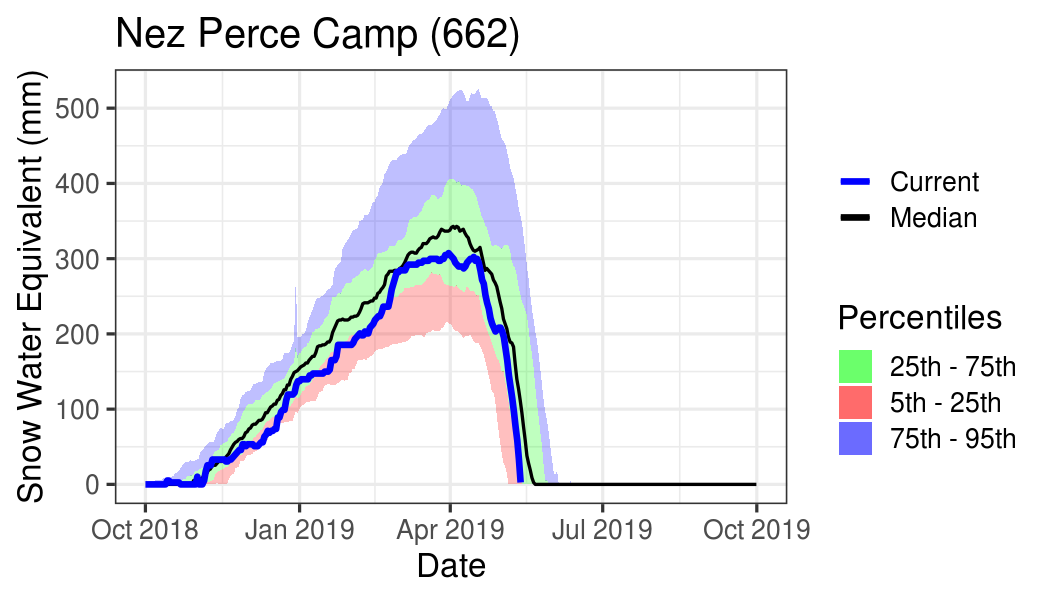 Nez Perce Camp (662)
Snow Water Equivalent (mm)
500
400
300
200
100
0
Oct 2018
Jan 2019
Apr 2019
Jul 2019
Oct 2019
Date
Current
Median
Percentiles
25th - 75th
5th - 25th
75th - 95th